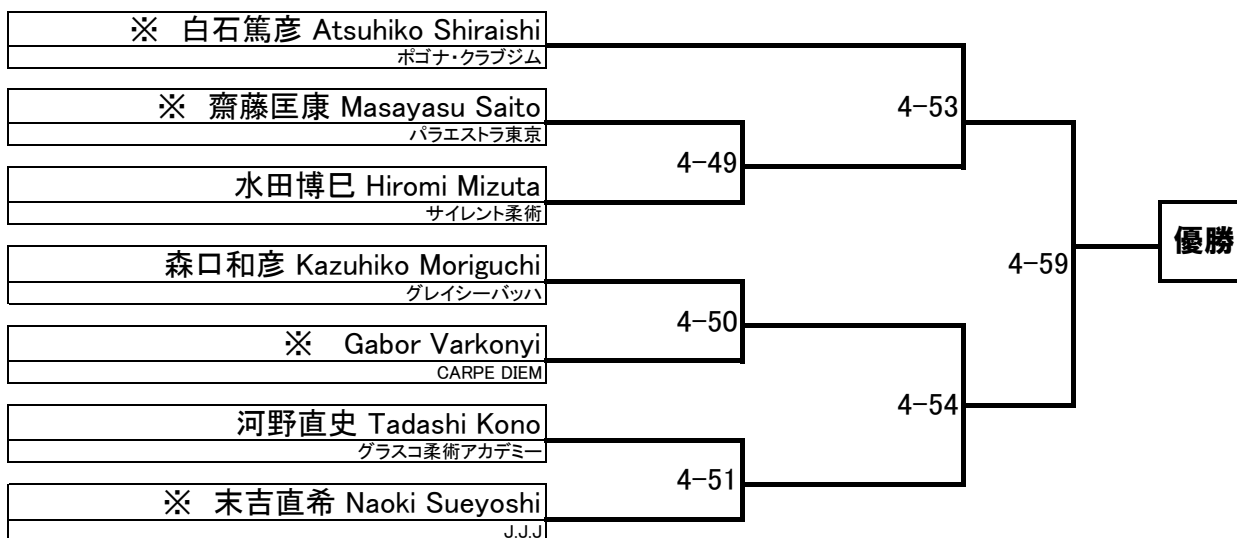 ※ 白石篤彦 Atsuhiko Shiraishi
ポゴナ・クラブジム
※ 齋藤匡康 Masayasu Saito
パラエストラ東京
4-53
4-49
水田博巳 Hiromi Mizuta
サイレント柔術
優勝
森口和彦 Kazuhiko Moriguchi
グレイシーバッハ
4-59
4-50
※ Gabor Varkonyi
CARPE DIEM
4-54
河野直史 Tadashi Kono
グラスコ柔術アカデミー
4-51
※ 末吉直希 Naoki Sueyoshi
J.J.J